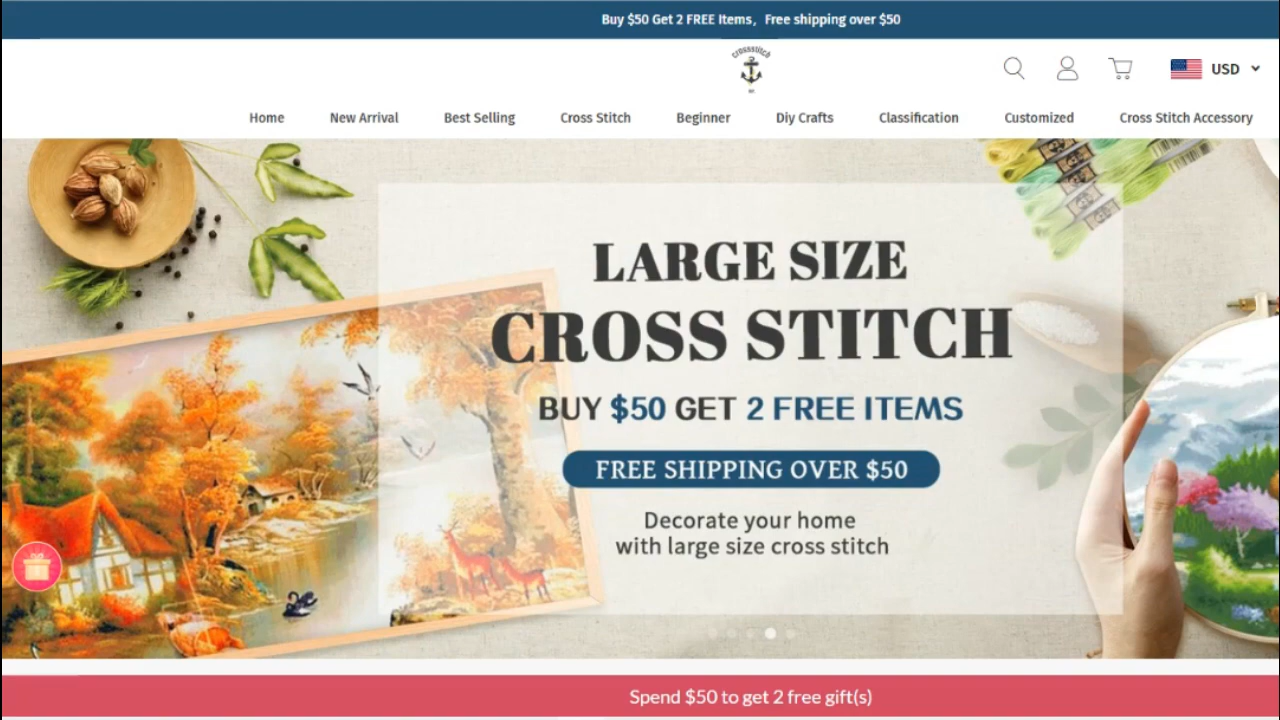 Buy $50 Get 2 FREE Items, Free shipping over $50
crossstitch
USD
Home
New Arrival
Best Selling
Cross Stitch
Beginner
Diy Crafts
Classification
Customized
Cross Stitch Accessory
LARGE SIZE
CROSS STITCH
BUY $50 GET 2 FREE ITEMS
FREE SHIPPING OVER $50
Decorate your home
with large size cross stitch
Spend $50 to get 2 free gift(s)